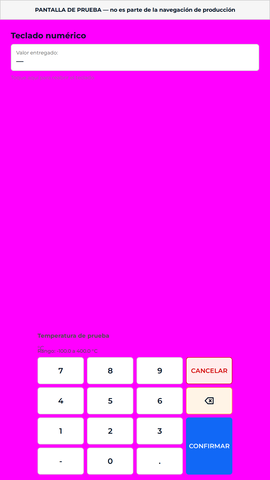 PANTALLA DE PRUEBA — no es parte de la navegación de producción
Teclado numérico
Valor entregado:
—
Temperatura de prueba
7 8 9 CANCELAR
4 5 6
1 2 3 CONFIRMAR
- 0 .